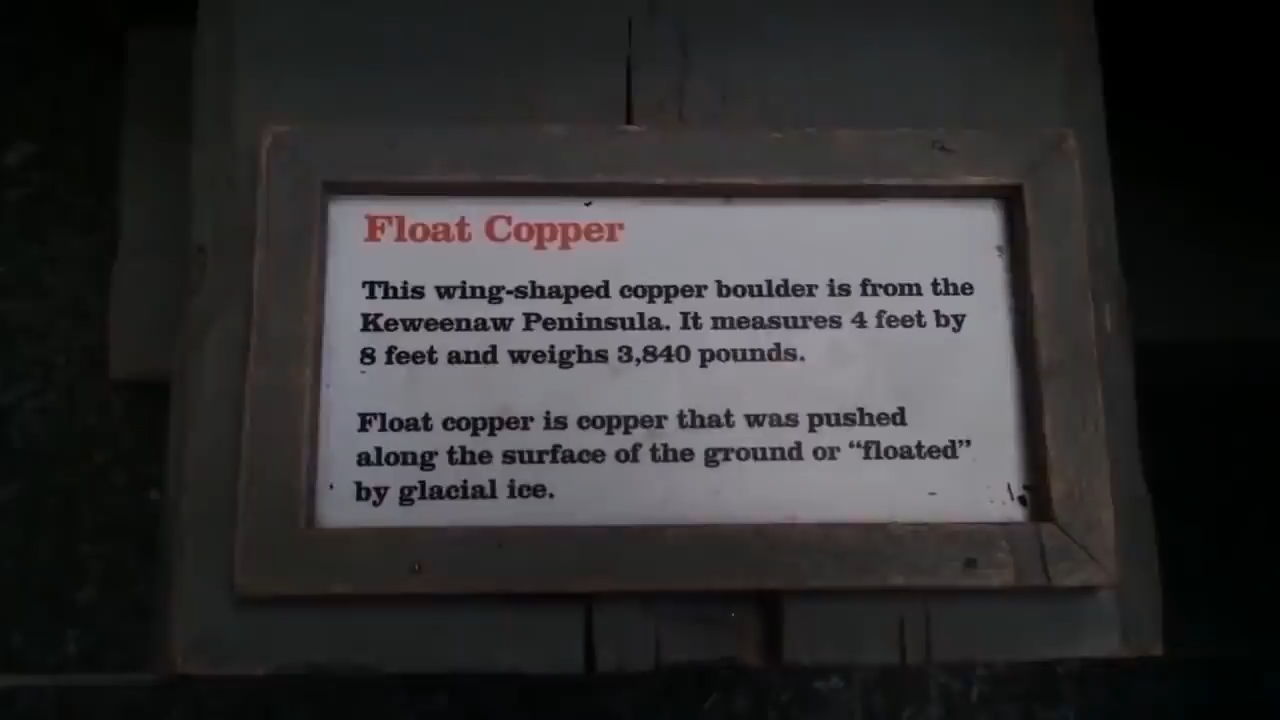 Float Copper
This wing-shaped copper boulder is from the
Keweenaw Peninsula. It measures 4 feet by
8 feet and weighs 3,840 pounds.
Float copper is copper that was pushed
along the surface of the ground or “floated”
by glacial ice.